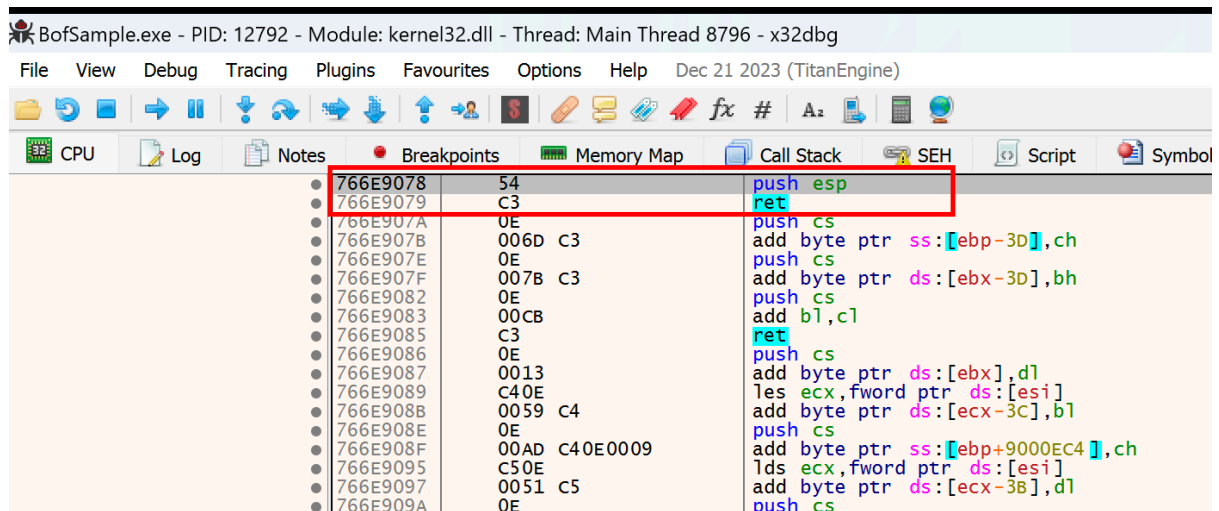 BofSample.exe - PID: 12792 - Module: kernel32.dll - Thread: Main Thread 8796 - x32dbg
File View Debug Tracing Plugins Favourites Options Help Dec 21 2023 (TitanEngine)
$ fx # Az
CPU Log Notes Breakpoints Memory Map Call Stack SEH Script Symbol
766E9078 54 push esp
766E9079 C3 ret
766E907A 0E push cs
766E907B 006D C3 add byte ptr ss:[ebp-3D],ch
766E907E 0E push cs
766E907F 007B C3 add byte ptr ds:[ebx-3D],bh
766E9082 0E push cs
766E9083 00CB add bl,cl
766E9085 C3 ret
766E9086 0E push cs
766E9087 0013 add byte ptr ds:[ebx],dl
766E9089 C40E les ecx,fword ptr ds:[esi]
766E908B 0059 C4 add byte ptr ds:[ecx-3C],bl
766E908E 0E push cs
766E908F 00AD C40E0009 add byte ptr ss:[ebp+9000EC4],ch
766E9095 C50E lds ecx,fword ptr ds:[esi]
766E9097 0051 C5 add byte ptr ds:[ecx-3B],dl
766E909A 0E push cs